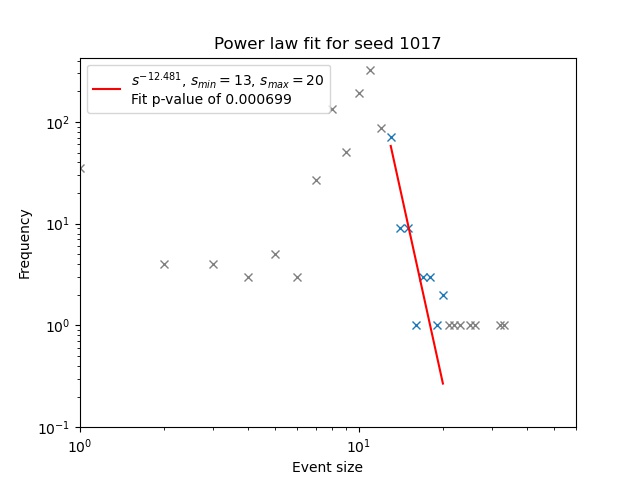 Power law fit for seed 1017
s^{-12.481}, s_{min} = 13, s_{max} = 20
Fit p-value of 0.000699
Frequency
10^2
10^1
10^0
10^{-1}
10^0
10^1
Event size